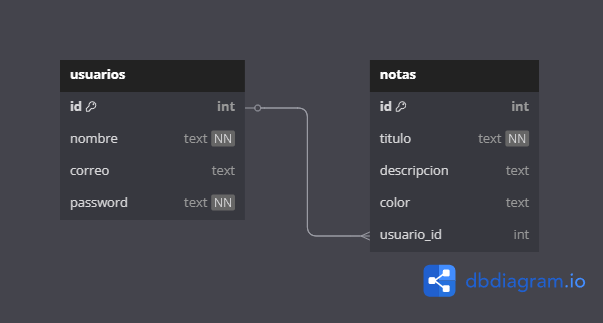 usuarios
id int
nombre text NN
correo text
password text NN
notas
id int
titulo text NN
descripcion text
color text
usuario_id int
dbdiagram.io